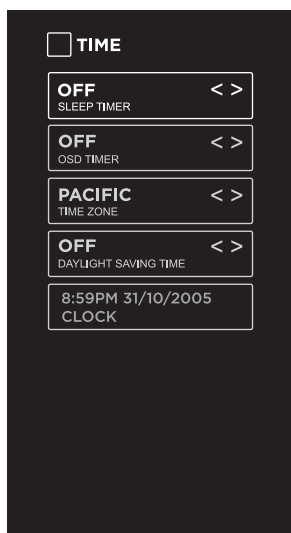 TIME
OFF < >
SLEEP TIMER
OFF < >
OSD TIMER
PACIFIC < >
TIME ZONE
OFF < >
DAYLIGHT SAVING TIME
8:59PM 31/10/2005
CLOCK